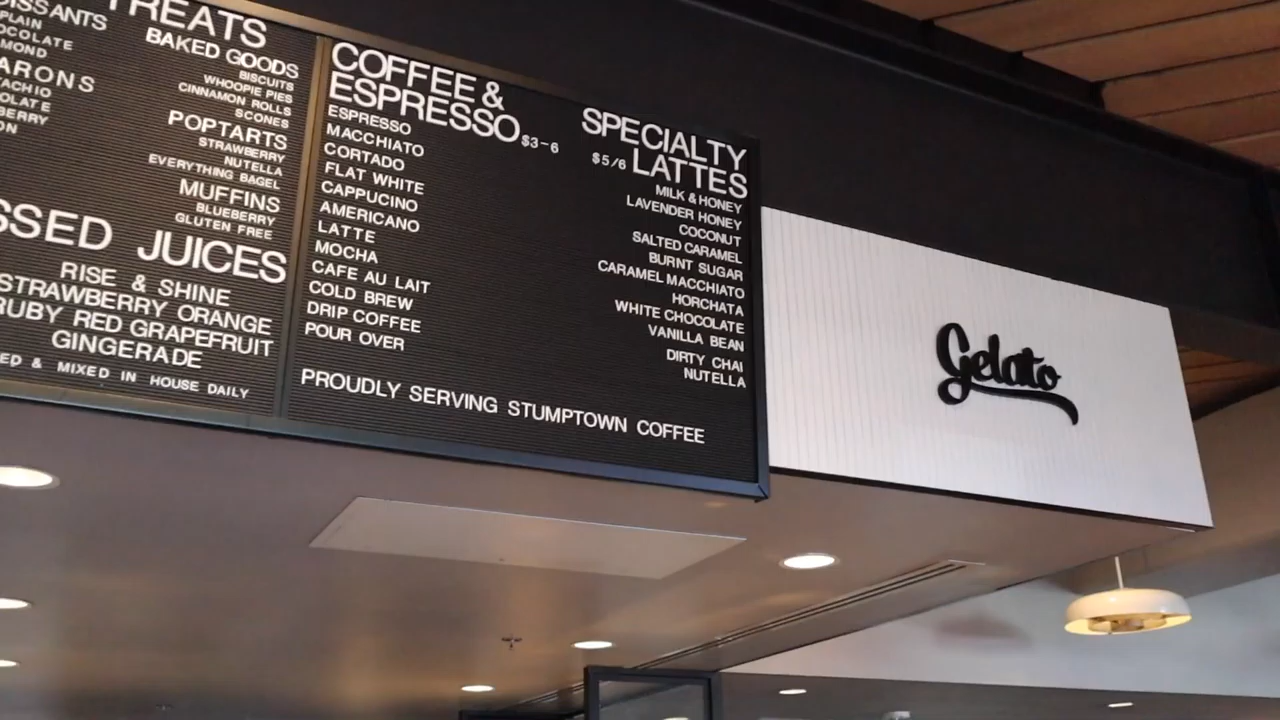 TREATS
PLAIN
BAKED GOODS
BISCUITS
WHOOPIE PIES
CINNAMON ROLLS
SCONES
POPTARTS
STRAWBERRY
NUTELLA
EVERYTHING BAGEL
MUFFINS
BLUEBERRY
GLUTEN FREE
JUICES
RISE & SHINE
STRAWBERRY ORANGE
RUBY RED GRAPEFRUIT
GINGERADE
& MIXED IN HOUSE DAILY
COFFEE &
ESPRESSO $3-6
ESPRESSO
MACCHIATO
CORTADO
FLAT WHITE
CAPPUCINO
AMERICANO
LATTE
MOCHA
CAFE AU LAIT
COLD BREW
DRIP COFFEE
POUR OVER
SPECIALTY
$5/6 LATTES
MILK & HONEY
LAVENDER HONEY
COCONUT
SALTED CARAMEL
BURNT SUGAR
CARAMEL MACCHIATO
HORCHATA
WHITE CHOCOLATE
VANILLA BEAN
DIRTY CHAI
NUTELLA
PROUDLY SERVING STUMPTOWN COFFEE
Gelato